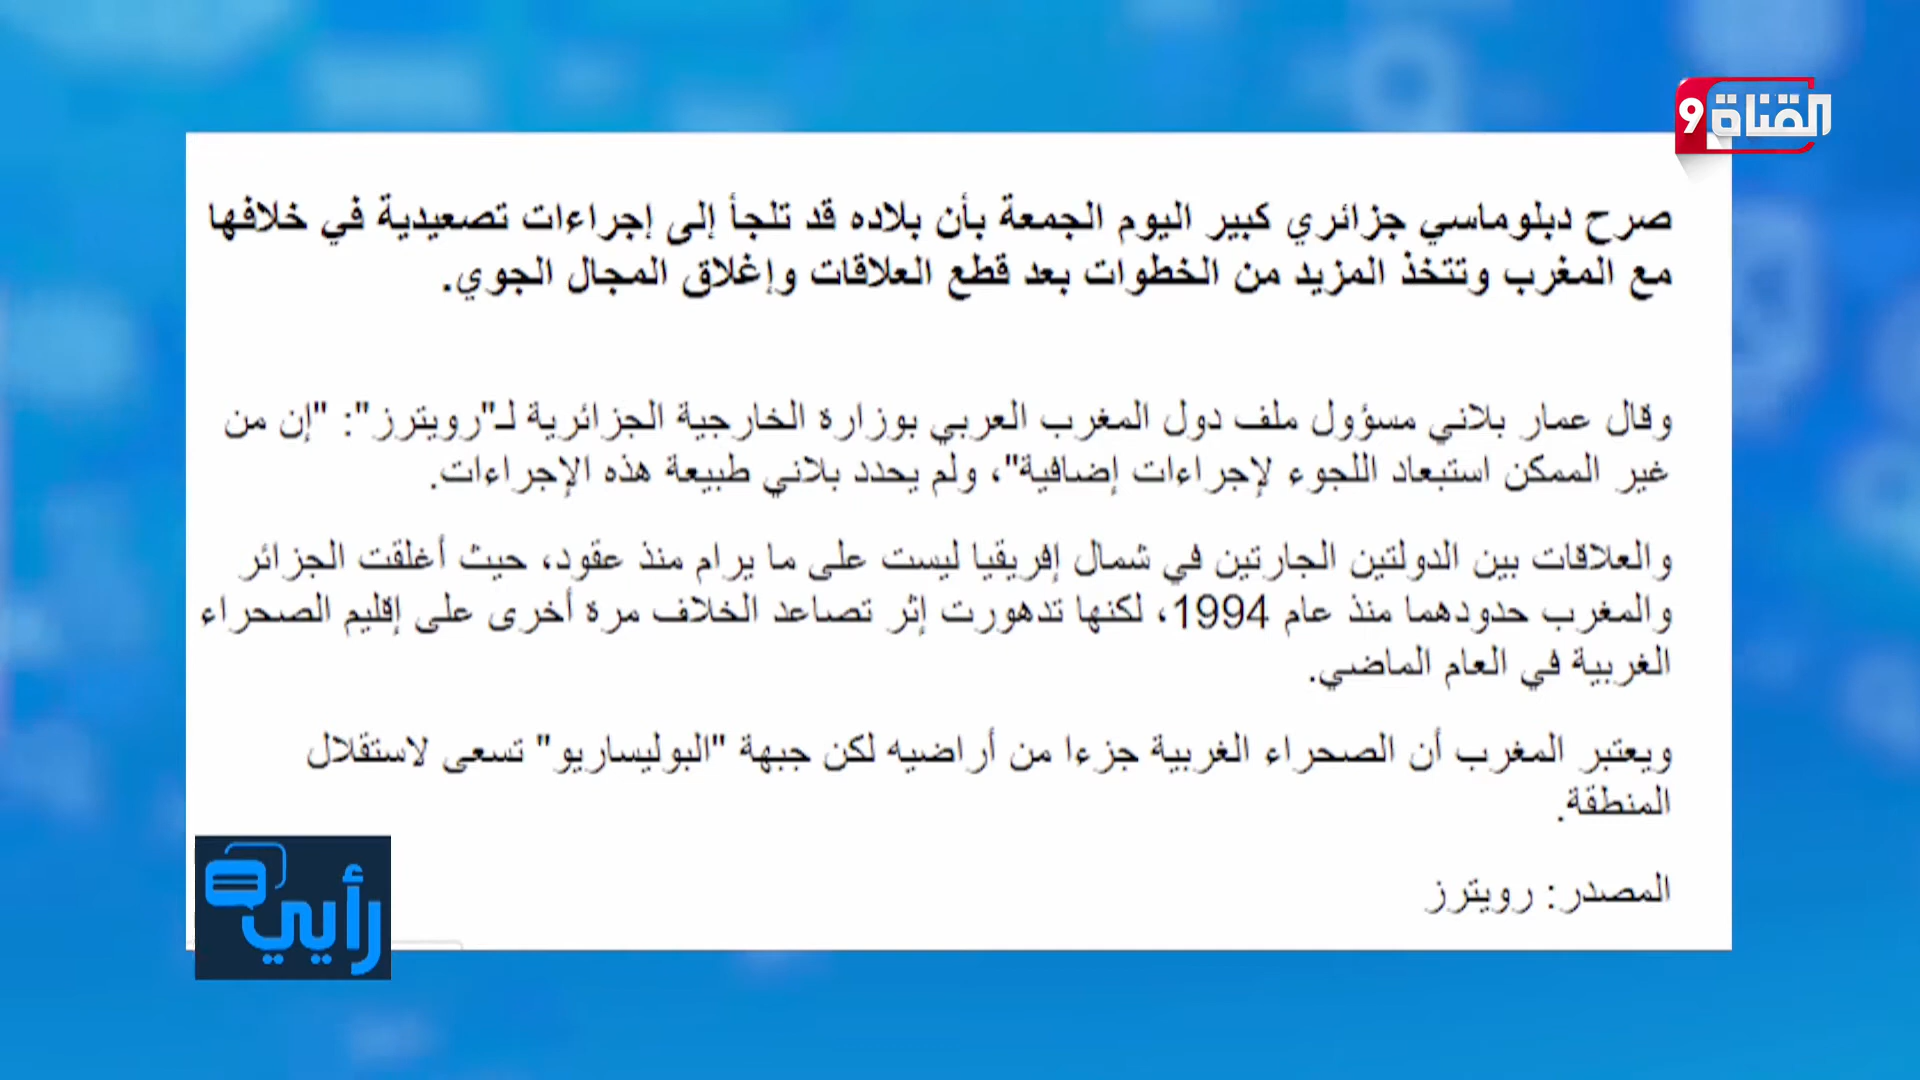 القناة 9
صرح دبلوماسي جزائري كبير اليوم الجمعة بأن بلاده قد تلجأ إلى إجراءات تصعيدية في خلافها
مع المغرب وتتخذ المزيد من الخطوات بعد قطع العلاقات وإغلاق المجال الجوي.
وقال عمار بلاني مسؤول ملف دول المغرب العربي بوزارة الخارجية الجزائرية لـ"رويترز": "إن من
غير الممكن استبعاد اللجوء لإجراءات إضافية"، ولم يحدد بلاني طبيعة هذه الإجراءات.
والعلاقات بين الدولتين الجارتين في شمال إفريقيا ليست على ما يرام منذ عقود، حيث أغلقت الجزائر
والمغرب حدودهما منذ عام 1994، لكنها تدهورت إثر تصاعد الخلاف مرة أخرى على إقليم الصحراء
الغربية في العام الماضي.
ويعتبر المغرب أن الصحراء الغربية جزءا من أراضيه لكن جبهة "البوليساريو" تسعى لاستقلال
المنطقة.
المصدر: رويترز
رأيي